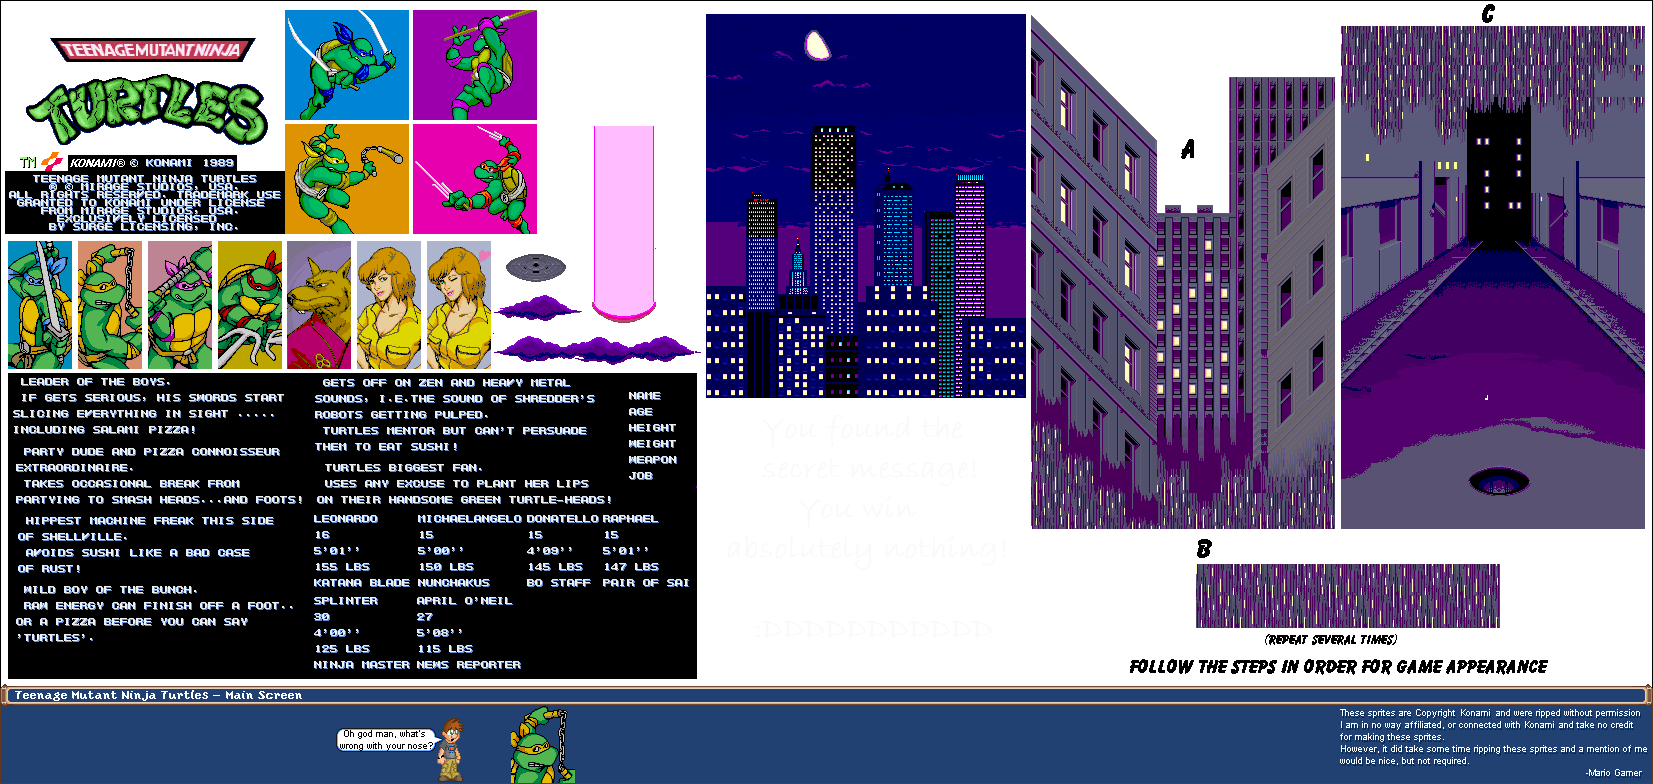 TEENAGE MUTANT NINJA
TURTLES
TM KONAMI® © KONAMI 1989
TEENAGE MUTANT NINJA TURTLES
® © MIRAGE STUDIOS, USA.
ALL RIGHTS RESERVED. TRADEMARK USE
GRANTED TO KONAMI UNDER LICENSE
FROM MIRAGE STUDIOS, USA.
EXCLUSIVELY LICENSED
BY SURGE LICENSING, INC.
LEADER OF THE BOYS.
IF GETS SERIOUS, HIS SWORDS START
SLICING EVERYTHING IN SIGHT .....
INCLUDING SALAMI PIZZA!
PARTY DUDE AND PIZZA CONNOISSEUR
EXTRAORDINAIRE.
TAKES OCCASIONAL BREAK FROM
PARTYING TO SMASH HEADS...AND FOOTS!
HIPPEST MACHINE FREAK THIS SIDE
OF SHELLVILLE.
AVOIDS SUSHI LIKE A BAD CASE
OF RUST!
WILD BOY OF THE BUNCH.
RAW ENERGY CAN FINISH OFF A FOOT..
OR A PIZZA BEFORE YOU CAN SAY
'TURTLES'.
GETS OFF ON ZEN AND HEAVY METAL
SOUNDS, I.E.THE SOUND OF SHREDDER'S
ROBOTS GETTING PULPED.
TURTLES MENTOR BUT CAN'T PERSUADE
THEM TO EAT SUSHI!
TURTLES BIGGEST FAN.
USES ANY EXCUSE TO PLANT HER LIPS
ON THEIR HANDSOME GREEN TURTLE-HEADS!
NAME
AGE
HEIGHT
WEIGHT
WEAPON
JOB
LEONARDO MICHAELANGELO DONATELLO RAPHAEL
16 15 15 15
5'01'' 5'00'' 4'09'' 5'01''
155 LBS 150 LBS 145 LBS 147 LBS
KATANA BLADE NUNCHAKUS BO STAFF PAIR OF SAI
SPLINTER APRIL O'NEIL
30 27
4'00'' 5'08''
125 LBS 115 LBS
NINJA MASTER NEWS REPORTER
You found the
secret message!
You win
absolutely nothing!
:DDDDDDDDDDD
A
C
B
(REPEAT SEVERAL TIMES)
FOLLOW THE STEPS IN ORDER FOR GAME APPEARANCE
Teenage Mutant Ninja Turtles – Main Screen
Oh god man, what's
wrong with your nose?
These sprites are Copyright Konami and were ripped without permission
I am in no way affiliated, or connected with Konami and take no credit
for making these sprites.
However, it did take some time ripping these sprites and a mention of me
would be nice, but not required.
-Mario Gamer